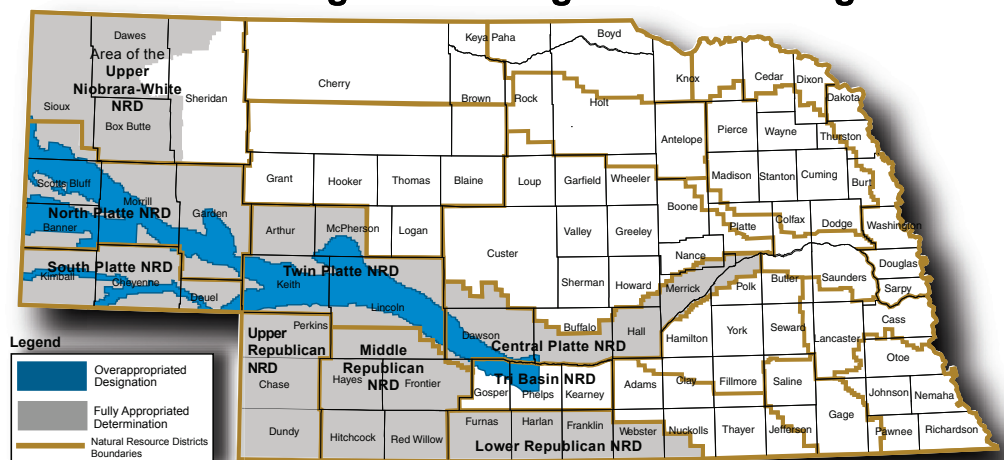 Dawes
Keya Paha
Boyd
Area of the
Upper
Niobrara-White
NRD
Sioux
Box Butte
Sheridan
Cherry
Brown
Rock
Holt
Knox
Cedar
Dixon
Dakota
Antelope
Pierce
Wayne
Thurston
Scotts Bluff
Morrill
Garden
Grant
Hooker
Thomas
Blaine
Loup
Garfield
Wheeler
Madison
Stanton
Cuming
Burt
North Platte NRD
Banner
Arthur
McPherson
Logan
Custer
Valley
Greeley
Boone
Platte
Colfax
Dodge
Washington
Nance
South Platte NRD
Kimball
Cheyenne
Deuel
Twin Platte NRD
Keith
Lincoln
Sherman
Howard
Merrick
Polk
Butler
Saunders
Douglas
Sarpy
Perkins
Dawson
Buffalo
Hall
Hamilton
York
Seward
Lancaster
Cass
Otoe
Upper
Republican
NRD
Middle
Republican
NRD
Central Platte NRD
Chase
Hayes
Frontier
Tri Basin NRD
Gosper
Phelps
Kearney
Adams
Clay
Fillmore
Saline
Johnson
Nemaha
Gage
Dundy
Hitchcock
Red Willow
Furnas
Harlan
Franklin
Lower Republican NRD
Webster
Nuckolls
Thayer
Jefferson
Pawnee
Richardson
Legend
Overappropriated
Designation
Fully Appropriated
Determination
Natural Resource Districts
Boundaries